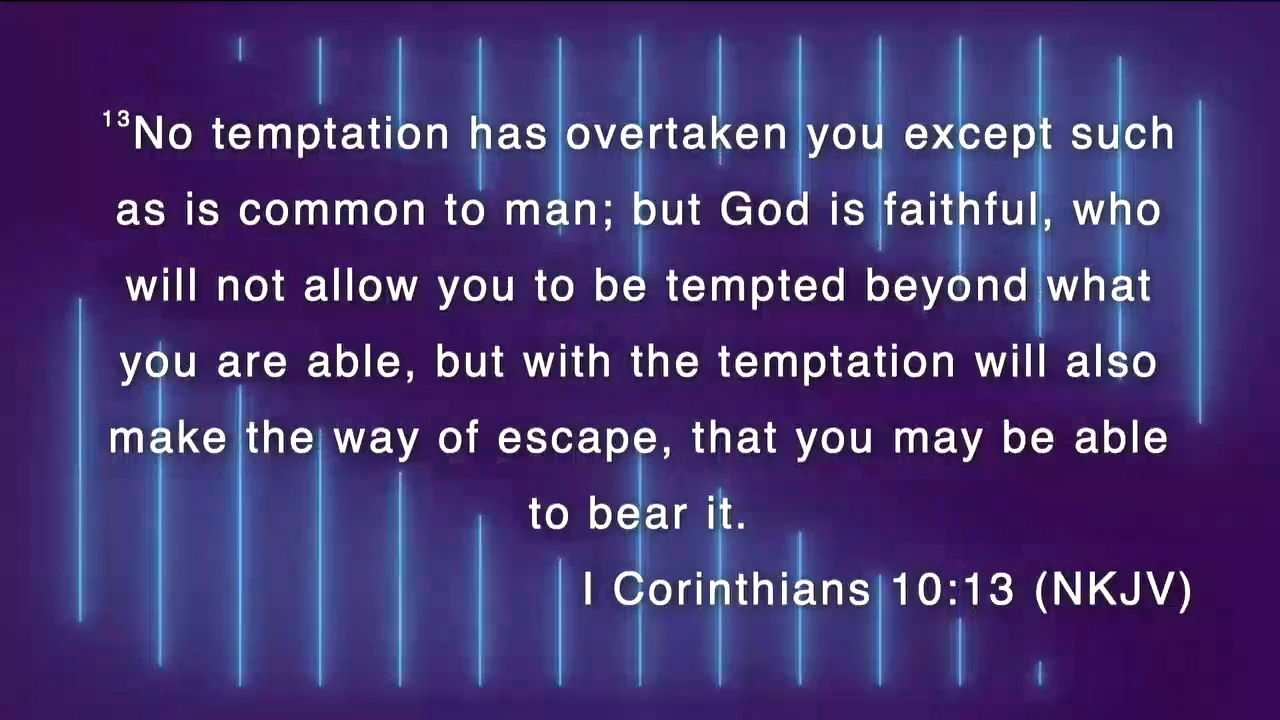 ¹³No temptation has overtaken you except such
as is common to man; but God is faithful, who
will not allow you to be tempted beyond what
you are able, but with the temptation will also
make the way of escape, that you may be able
to bear it.
I Corinthians 10:13 (NKJV)